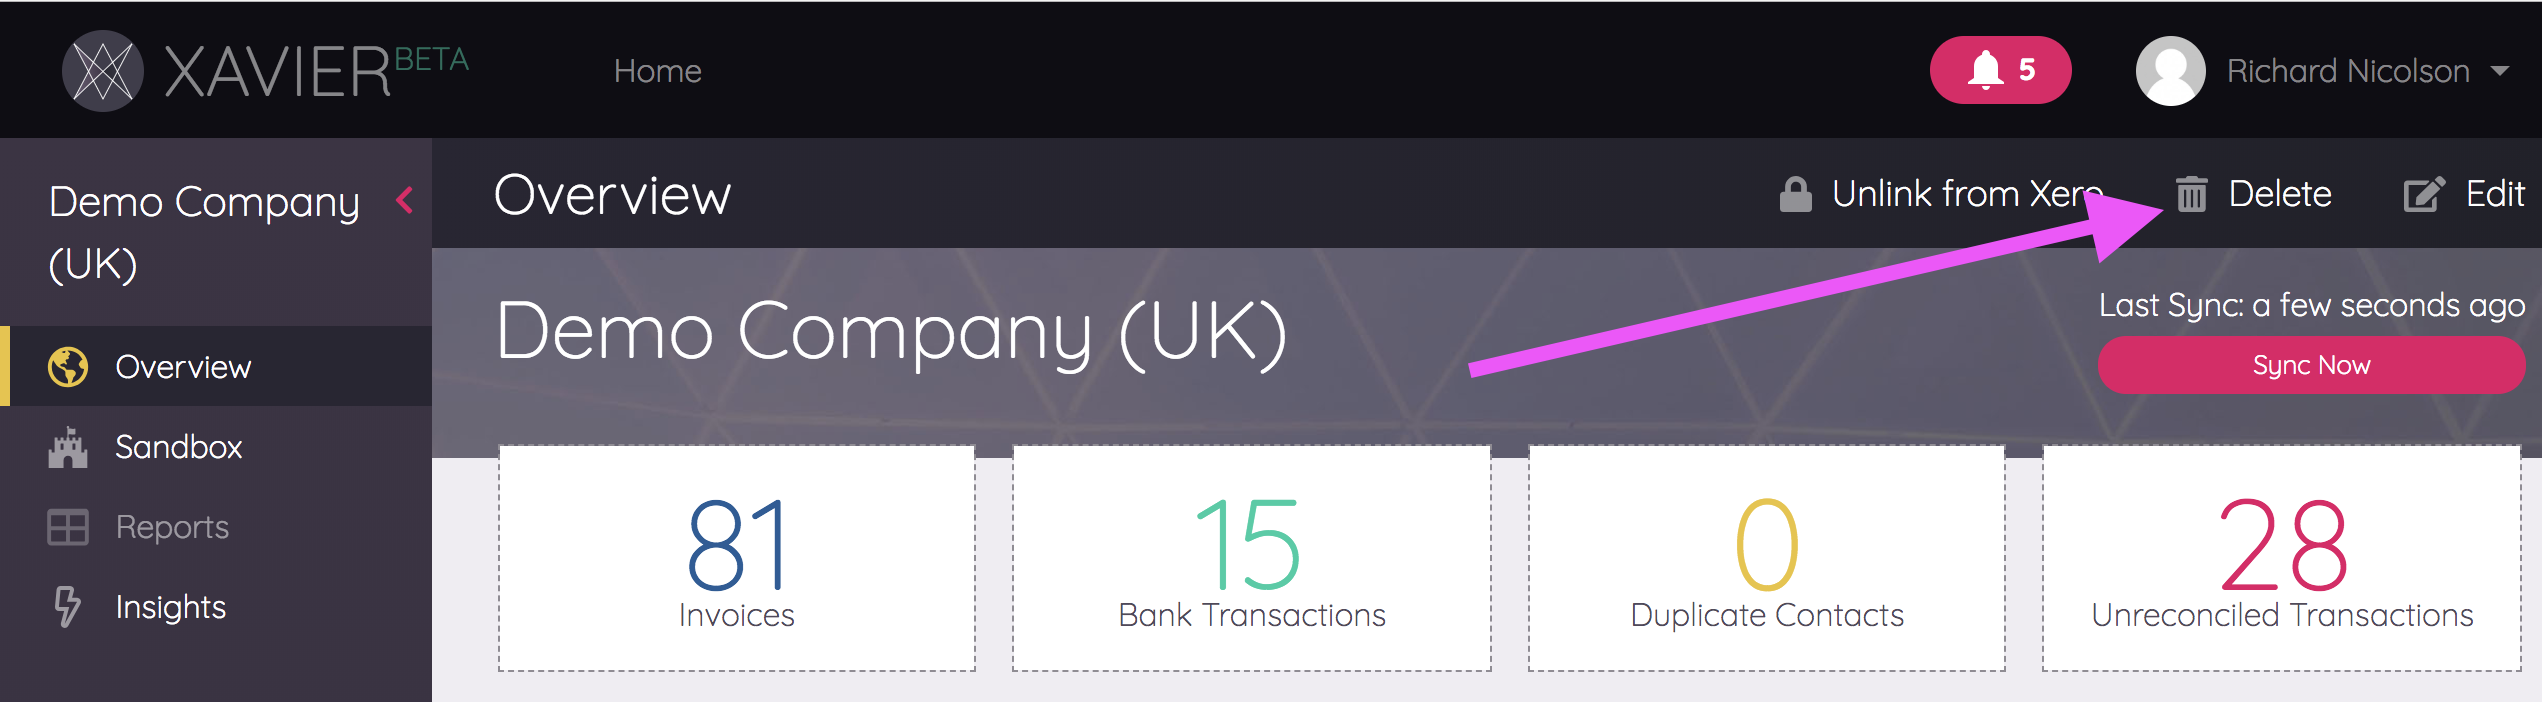 XAVIER BETA
Home
5
Richard Nicolson
Demo Company
(UK)
Overview
Sandbox
Reports
Insights
Overview
Unlink from Xero
Delete
Edit
Demo Company (UK)
Last Sync: a few seconds ago
Sync Now
81
Invoices
15
Bank Transactions
0
Duplicate Contacts
28
Unreconciled Transactions